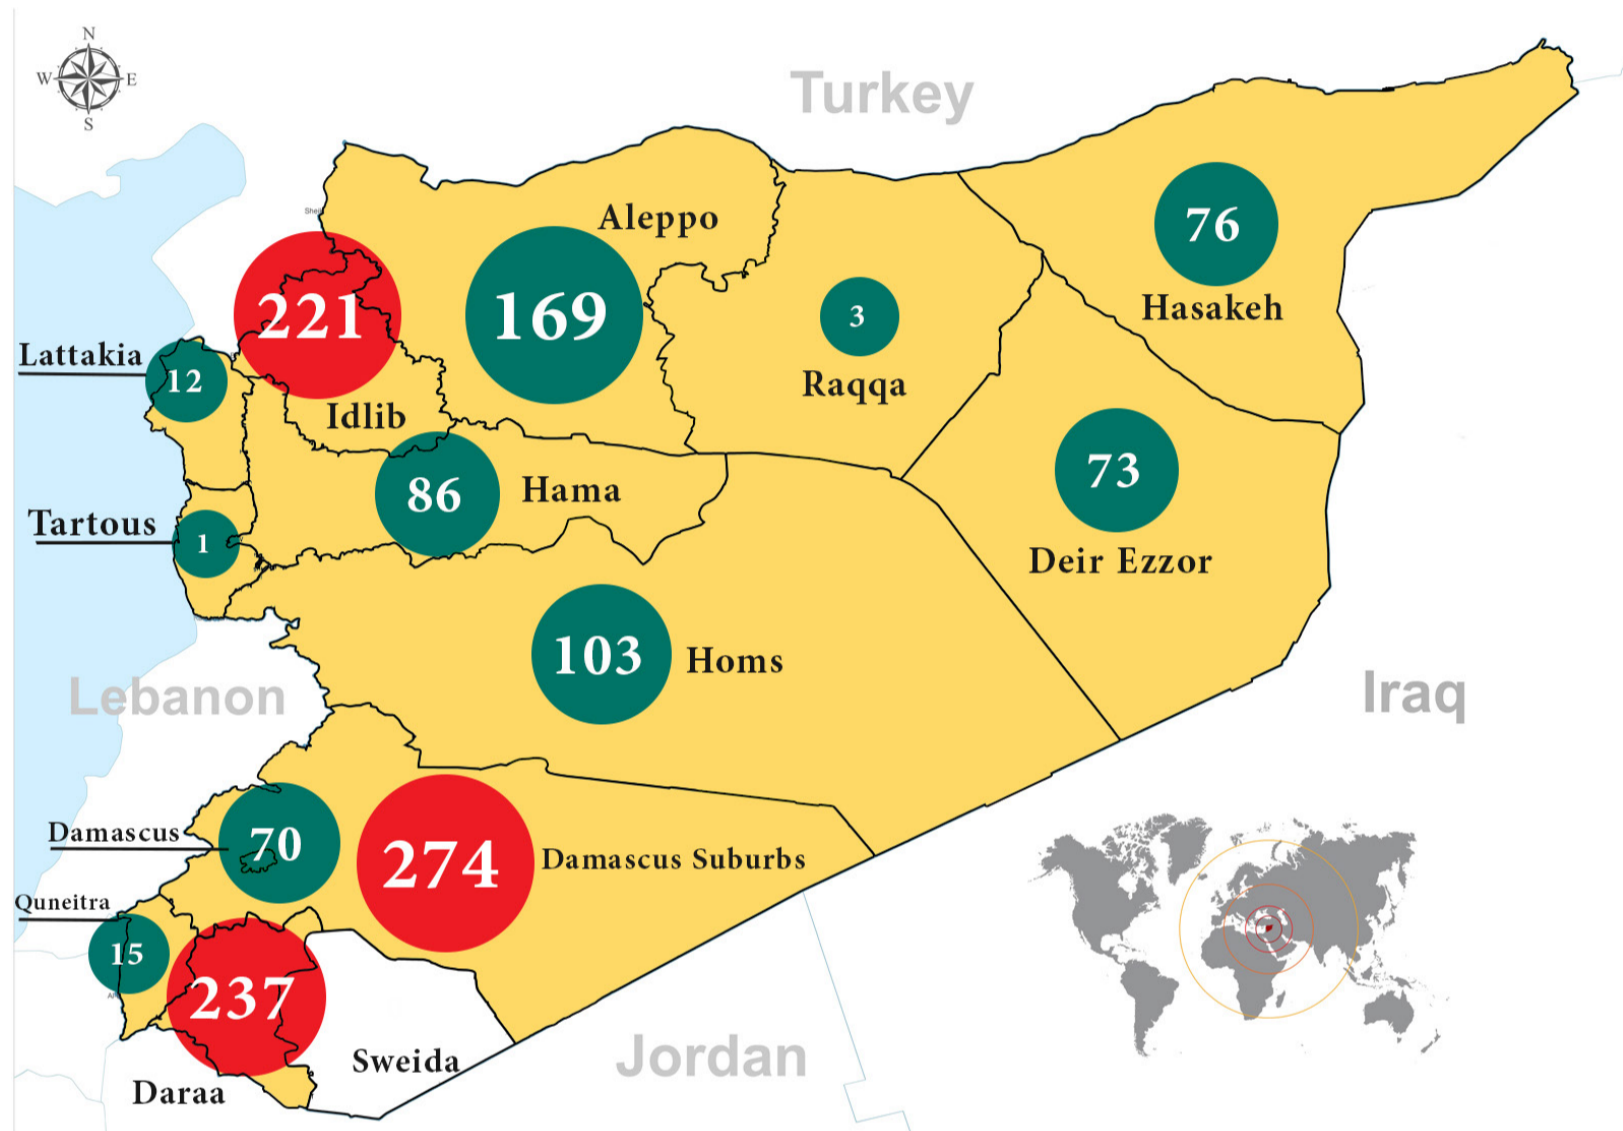 N
W E
S
Turkey
Aleppo
76
221
169
3
Hasakeh
Lattakia
12
Raqqa
Idlib
73
86
Hama
Tartous
1
Deir Ezzor
103
Homs
Lebanon
Iraq
Damascus
70
274
Damascus Suburbs
Quneitra
15
237
Sweida
Jordan
Daraa